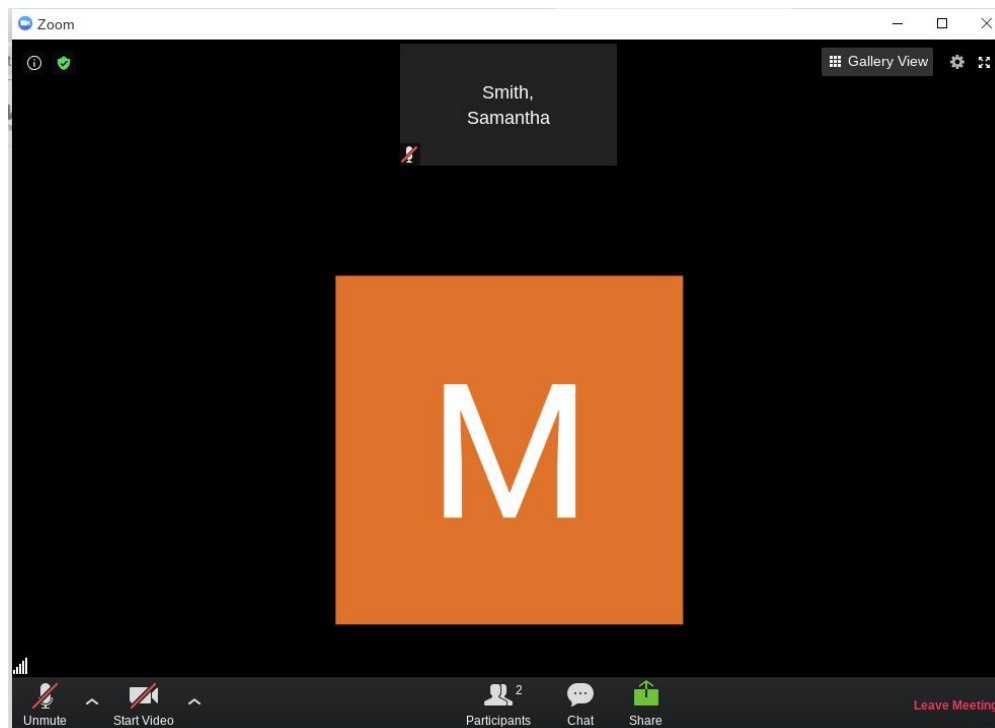 Zoom
Smith,
Samantha
Gallery View
M
2
Unmute
Start Video
Participants
Chat
Share
Leave Meeting